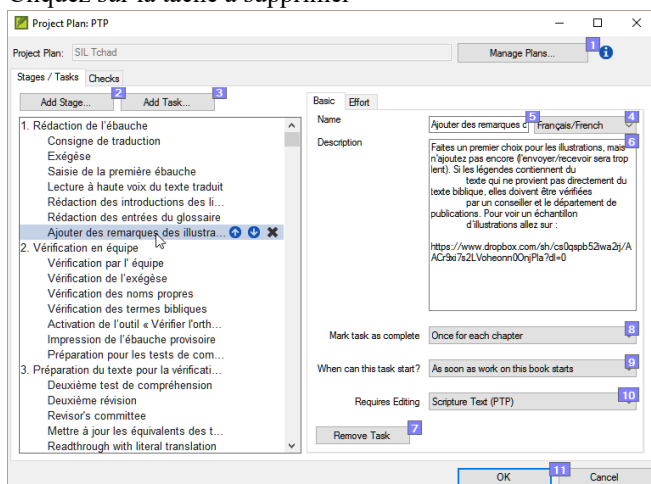 Cliquez sur la tâche à supprimer
Project Plan: PTP
Project Plan: SIL Tchad
Manage Plans... 1
Stages / Tasks Checks
Add Stage... 2 Add Task... 3
1. Rédaction de l'ébauche
Consigne de traduction
Exégèse
Saisie de la première ébauche
Lecture à haute voix du texte traduit
Rédaction des introductions des li...
Rédaction des entrées du glossaire
Ajouter des remarques des illustra...
2. Vérification en équipe
Vérification par l' équipe
Vérification de l'exégèse
Vérification des noms propres
Vérification des termes bibliques
Activation de l'outil « Vérifier l'orth...
Impression de l'ébauche provisoire
Préparation pour les tests de com...
3. Préparation du texte pour la vérificati...
Deuxième test de compréhension
Deuxième révision
Revisor's committee
Mettre à jour les équivalents des t...
Readthrough with literal translation
Basic Effort
Name Ajouter des remarques 5 Français/French 4
Description 6
Faites un premier choix pour les illustrations, mais
n'ajoutez pas encore (l'envoyer/recevoir sera trop
lent). Si les légendes contiennent du
texte qui ne provient pas directement du
texte biblique, elles doivent être vérifiées
par un conseiller et le département de
publications. Pour voir un échantillon
d'illustrations allez sur :
https://www.dropbox.com/sh/cs0qspb52iwa2rj/A
ACr9xi7s2LVoheonn0OnjPla?dl=0
Mark task as complete Once for each chapter 8
When can this task start? As soon as work on this book starts 9
Requires Editing Scripture Text (PTP) 10
Remove Task 7
OK 11 Cancel